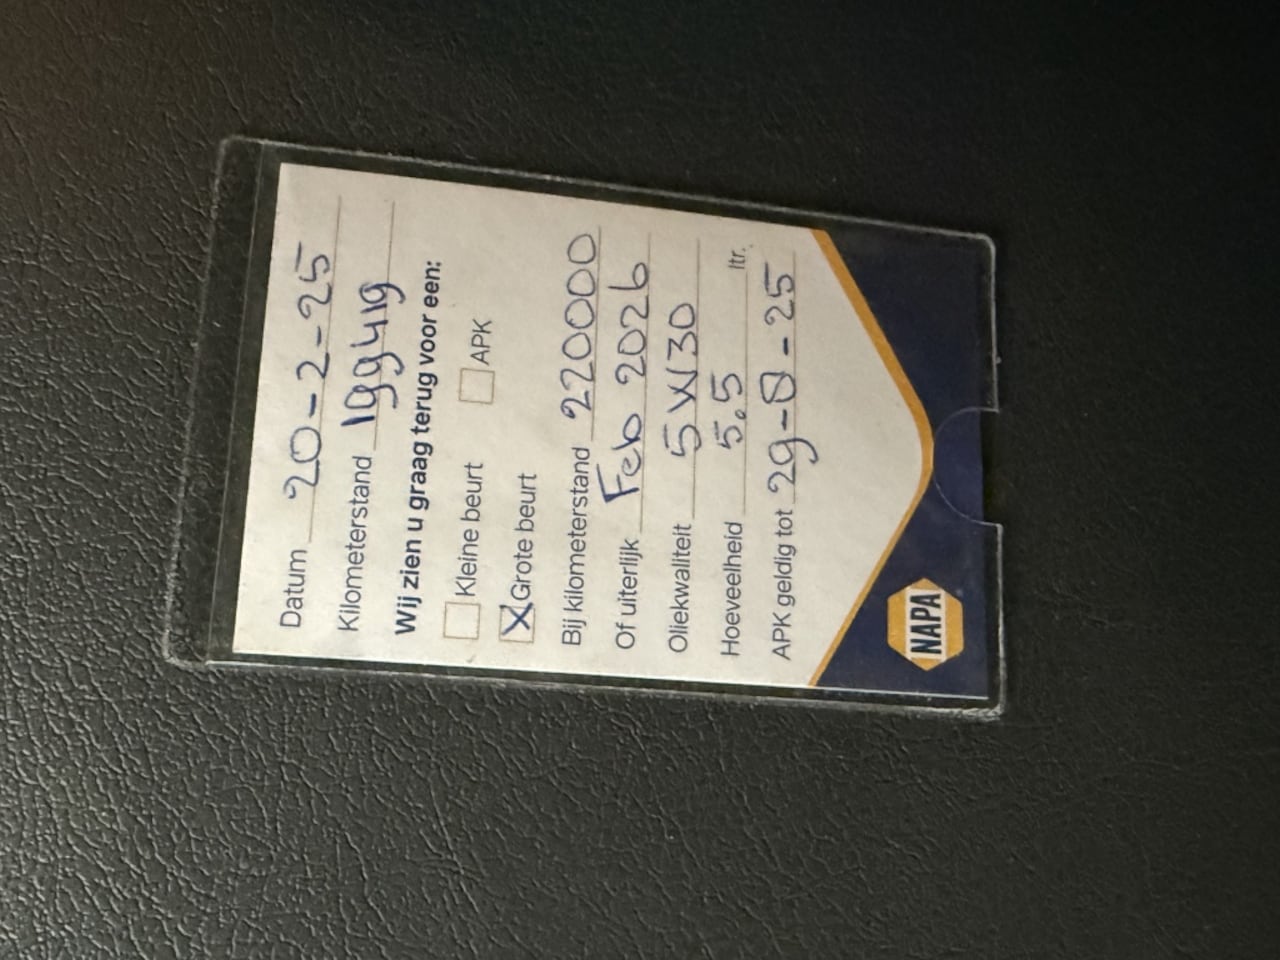 Datum 20-2-25
Kilometerstand 199419
Wij zien u graag terug voor een:
Kleine beurt
X Grote beurt APK
Bij kilometerstand 220000
Of uiterlijk Feb 2026
Oliekwaliteit 5W30
Hoeveelheid 5.5 ltr.
APK geldig tot 29-8-25
NAPA